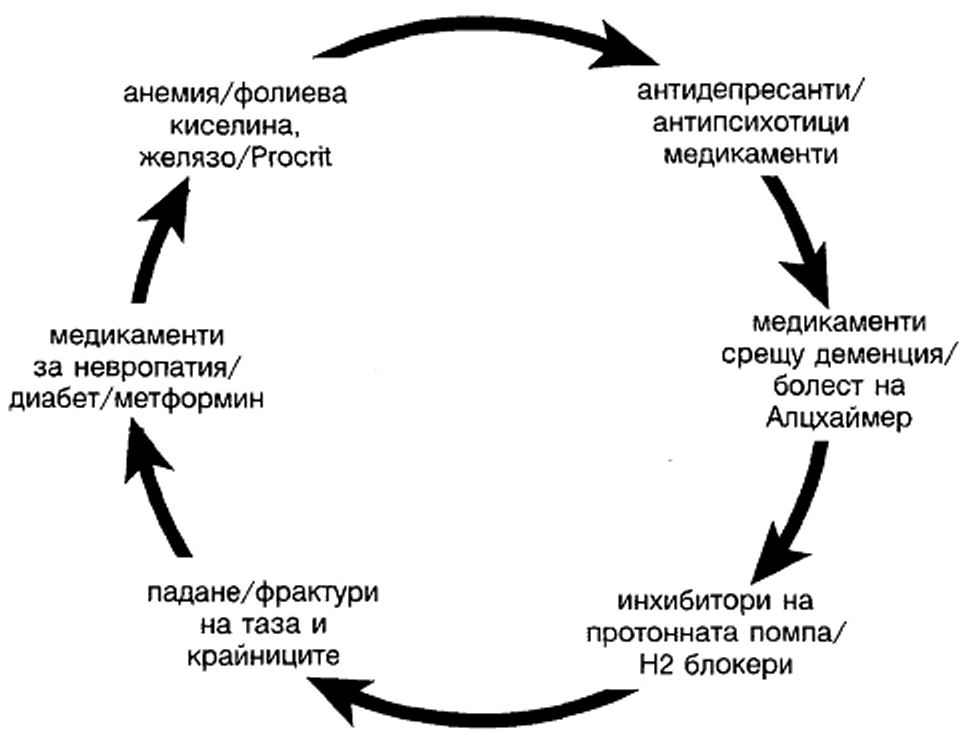 анемия/фолиева
киселина,
желязо/Procrit
антидепресанти/
антипсихотици
медикаменти
медикаменти
срещу деменция/
болест на
Алцхаймер
инхибитори на
протонната помпа/
H2 блокери
падане/фрактури
на таза и
крайниците
медикаменти
за невропатия/
диабет/метформин